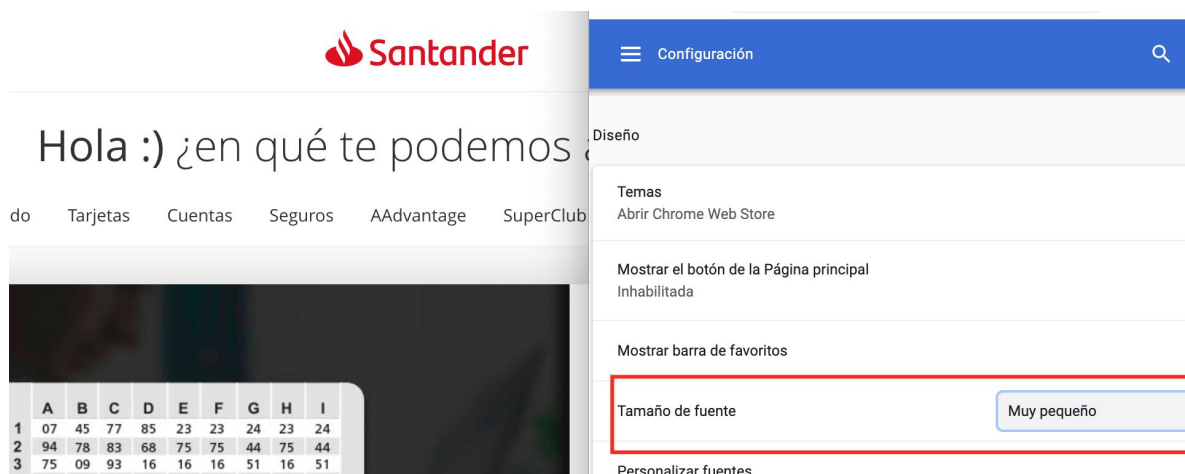 Santander
Hola :) ¿en qué te podemos
do Tarjetas Cuentas Seguros AAdvantage SuperClub
A B C D E F G H I
1 07 45 77 85 23 23 24 23 24
2 94 78 83 68 75 75 44 75 44
3 75 09 93 16 16 16 51 16 51
Configuración
Diseño
Temas
Abrir Chrome Web Store
Mostrar el botón de la Página principal
Inhabilitada
Mostrar barra de favoritos
Tamaño de fuente Muy pequeño
Personalizar fuentes